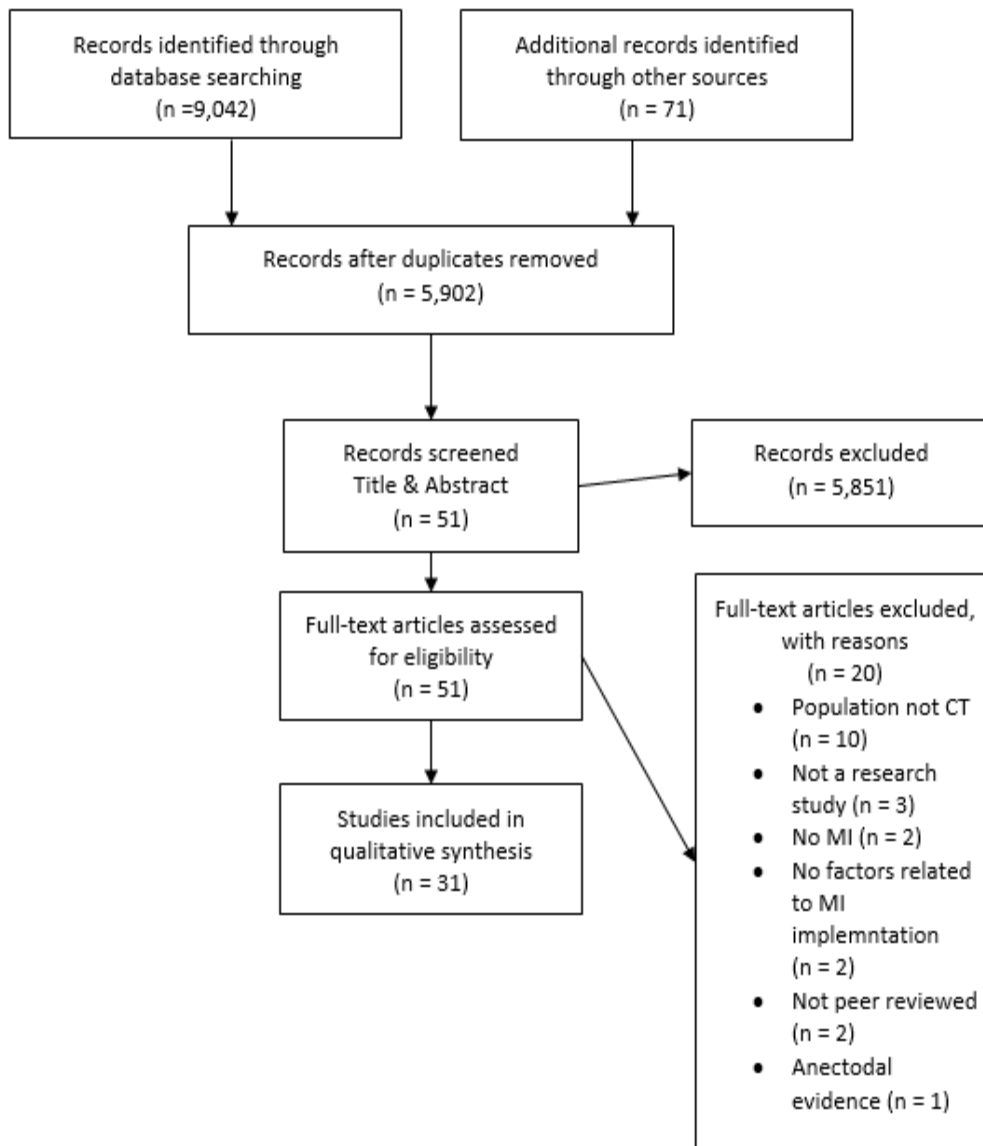 Records identified through
database searching
(n =9,042)
Additional records identified
through other sources
(n = 71)
Records after duplicates removed
(n = 5,902)
Records screened
Title & Abstract
(n = 51)
Records excluded
(n = 5,851)
Full-text articles assessed
for eligibility
(n = 51)
Full-text articles excluded,
with reasons
(n = 20)
● Population not CT
(n = 10)
● Not a research
study (n = 3)
● No MI (n = 2)
● No factors related
to MI
implemntation
(n = 2)
● Not peer reviewed
(n = 2)
● Anectodal
evidence (n = 1)
Studies included in
qualitative synthesis
(n = 31)